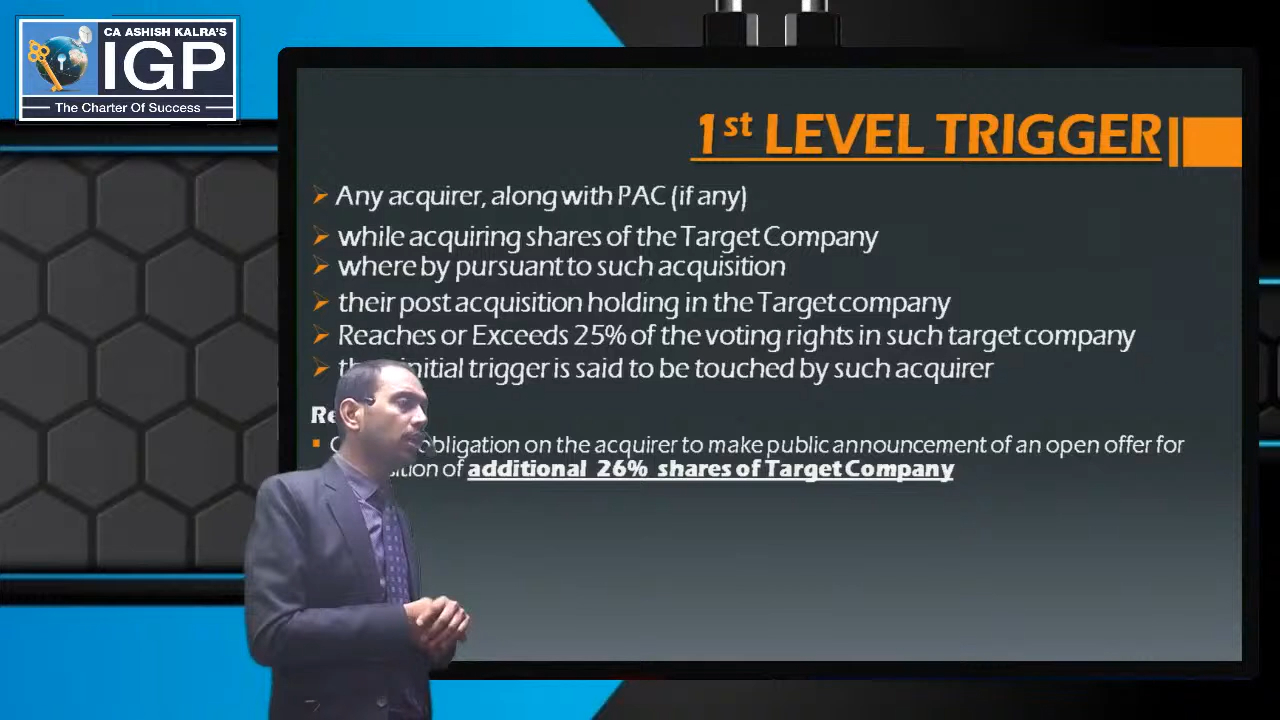 CA ASHISH KALRA'S
IGP
The Charter Of Success
1st LEVEL TRIGGER
Any acquirer, along with PAC (if any)
while acquiring shares of the Target Company
where by pursuant to such acquisition
their post acquisition holding in the Target company
Reaches or Exceeds 25% of the voting rights in such target company
initial trigger is said to be touched by such acquirer
obligation on the acquirer to make public announcement of an open offer for
of additional 26% shares of Target Company